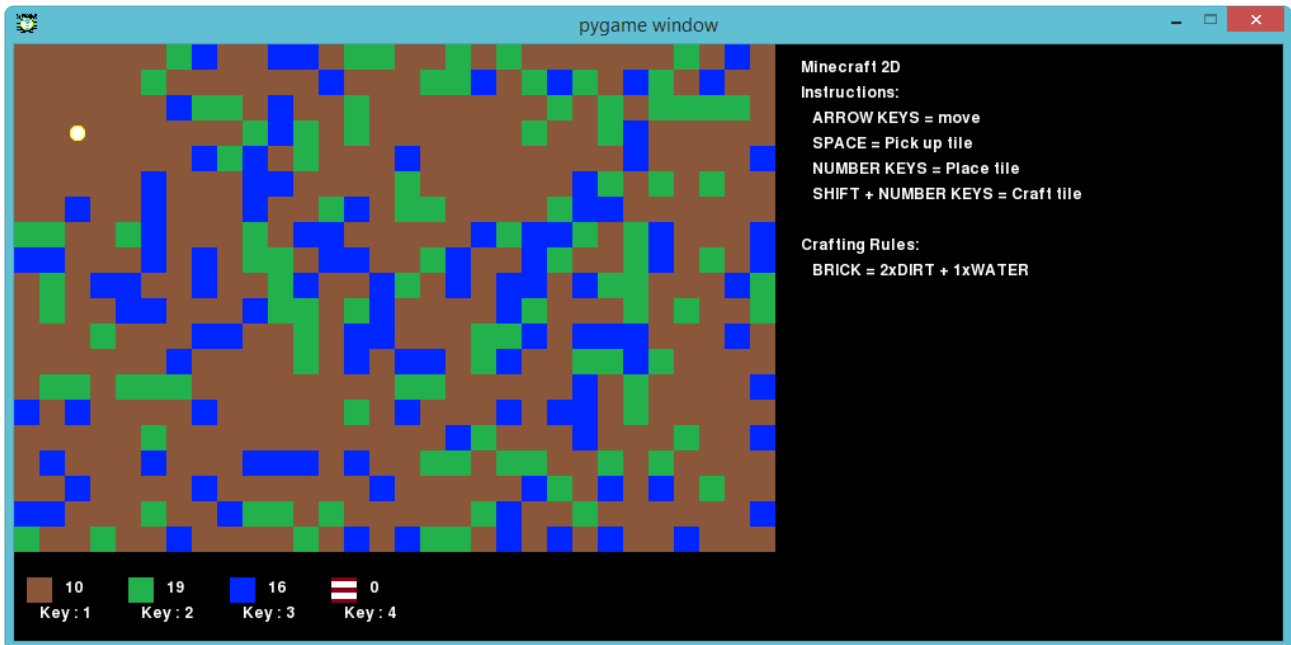 pygame window
Minecraft 2D
Instructions:
ARROW KEYS = move
SPACE = Pick up tile
NUMBER KEYS = Place tile
SHIFT + NUMBER KEYS = Craft tile
Crafting Rules:
BRICK = 2xDIRT + 1xWATER
10 19 16 0
Key : 1 Key : 2 Key : 3 Key : 4